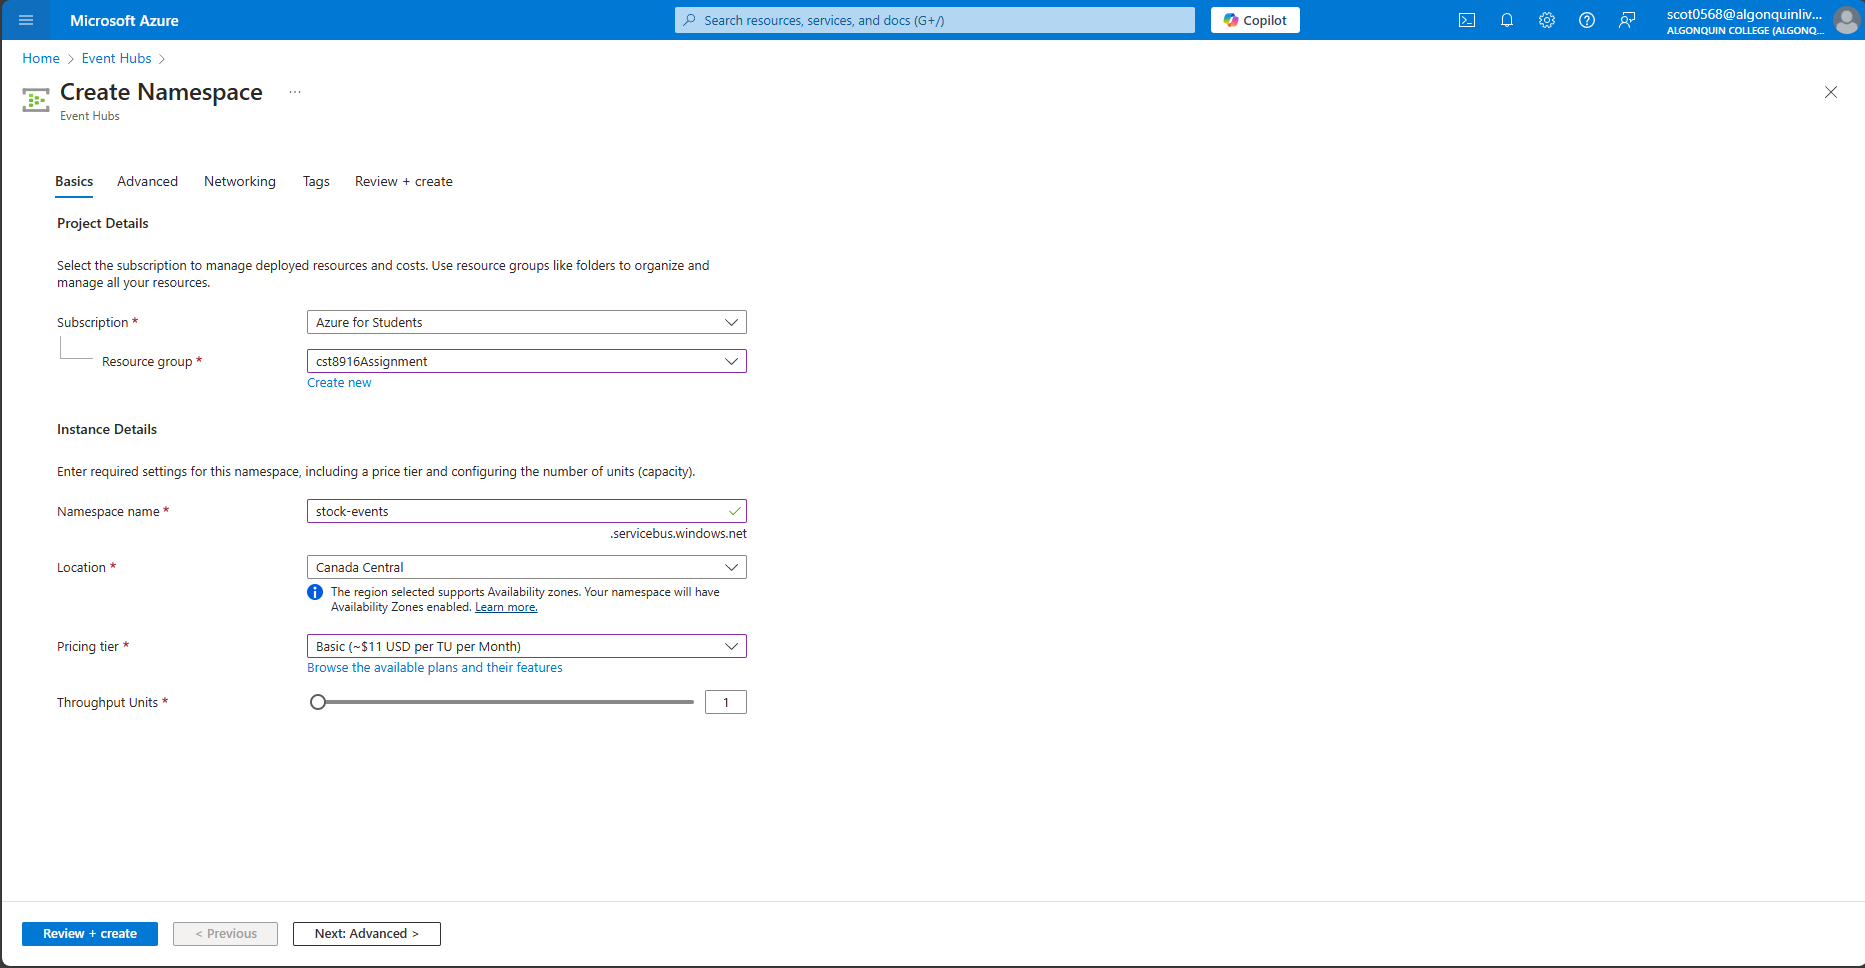 Microsoft Azure
Search resources, services, and docs (G+/)
Copilot
scot0568@algonquinliv...
ALGONQUIN COLLEGE (ALGONQ...
Home > Event Hubs >
Create Namespace ...
Event Hubs
Basics Advanced Networking Tags Review + create
Project Details
Select the subscription to manage deployed resources and costs. Use resource groups like folders to organize and
manage all your resources.
Subscription * Azure for Students
Resource group * cst8916Assignment
Create new
Instance Details
Enter required settings for this namespace, including a price tier and configuring the number of units (capacity).
Namespace name * stock-events
.servicebus.windows.net
Location * Canada Central
The region selected supports Availability zones. Your namespace will have
Availability Zones enabled. Learn more.
Pricing tier * Basic (~$11 USD per TU per Month)
Browse the available plans and their features
Throughput Units * 1
Review + create < Previous Next: Advanced >